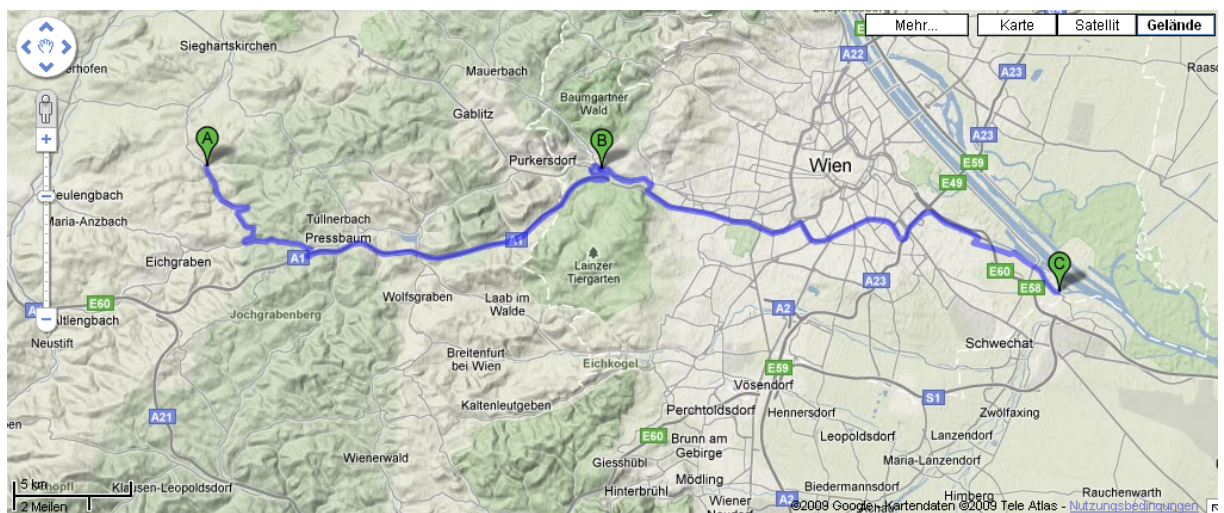 Mehr...
Karte
Satellit
Gelände
Sieghartskirchen
A22
A23
Mauerbach
Gablitz
Baumgartner
Wald
A
B
Purkersdorf
Wien
A23
E59
E49
Maria-Anzbach
Tullnerbach
Pressbaum
Eichgraben
A1
A1
Lainzer
Tiergarten
C
E60
E58
A23
E60
Altlengbach
Neustift
Wolfsgraben
Jochgrabenberg
Laab im
Walde
A2
Schwechat
Breitenfurt
bei Wien
Eichkogel
E59
Vösendorf
S1
Kaltenleutgeben
Perchtoldsdorf
Hennersdorf
Zwölfaxing
A21
E60
Brunn am
Gebirge
Leopoldsdorf
Lanzendorf
Wienerwald
Giesshübl
Maria-Lanzendorf
Mödling
Hinterbrühl
Biedermannsdorf
Himberg
Rauchenwarth
5 km
Schöpfl
Klausen-Leopoldsdorf
2 Meilen
Wiener
A2
©2009 Google - Kartendaten ©2009 Tele Atlas - Nutzungsbedingungen